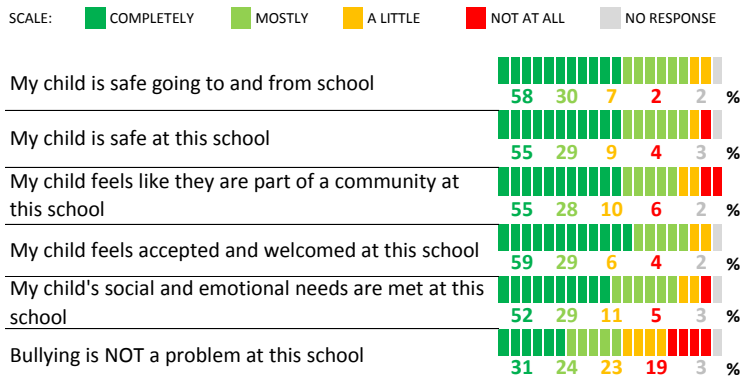 SCALE: COMPLETELY MOSTLY A LITTLE NOT AT ALL NO RESPONSE
My child is safe going to and from school
58 30 7 2 2 %
My child is safe at this school
55 29 9 4 3 %
My child feels like they are part of a community at
this school
55 28 10 6 2 %
My child feels accepted and welcomed at this school
59 29 6 4 2 %
My child's social and emotional needs are met at this
school
52 29 11 5 3 %
Bullying is NOT a problem at this school
31 24 23 19 3 %